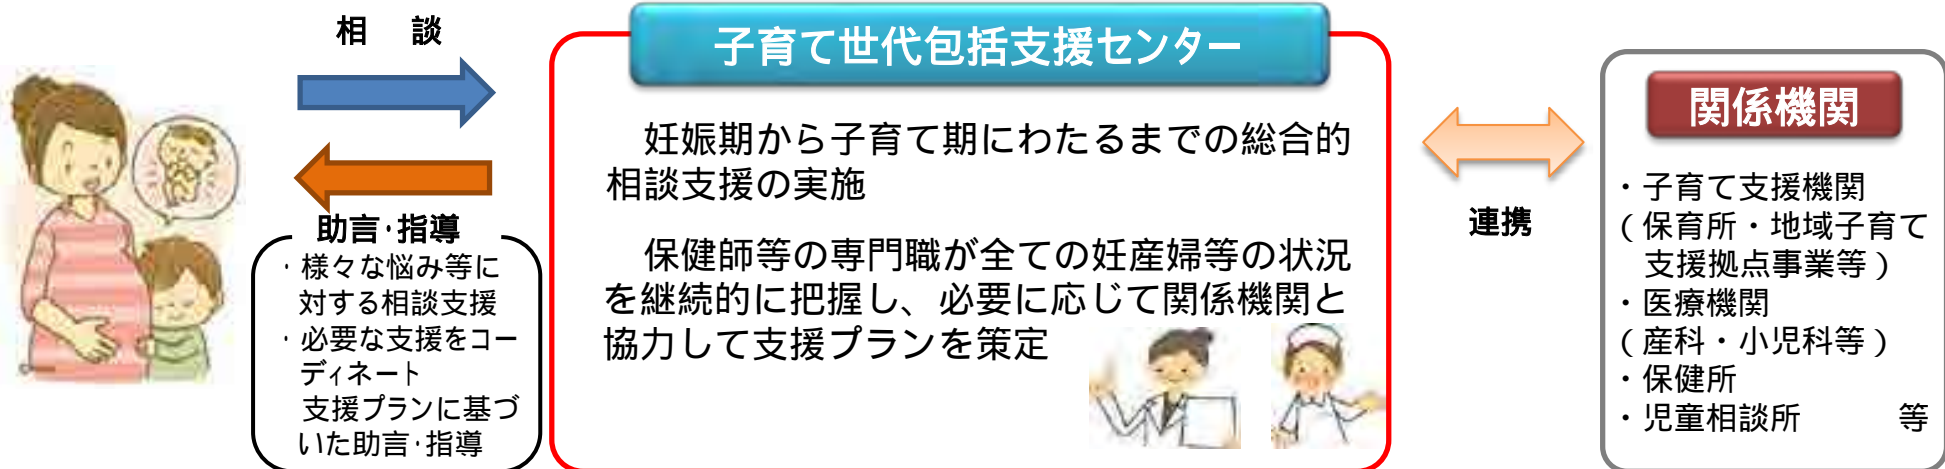 相　談
助言・指導
・様々な悩み等に
対する相談支援
・必要な支援をコー
ディネート
支援プランに基づ
いた助言・指導
子育て世代包括支援センター
妊娠期から子育て期にわたるまでの総合的
相談支援の実施
保健師等の専門職が全ての妊産婦等の状況
を継続的に把握し、必要に応じて関係機関と
協力して支援プランを策定
連携
関係機関
・子育て支援機関
（保育所・地域子育て
支援拠点事業等）
・医療機関
（産科・小児科等）
・保健所
・児童相談所　　　等